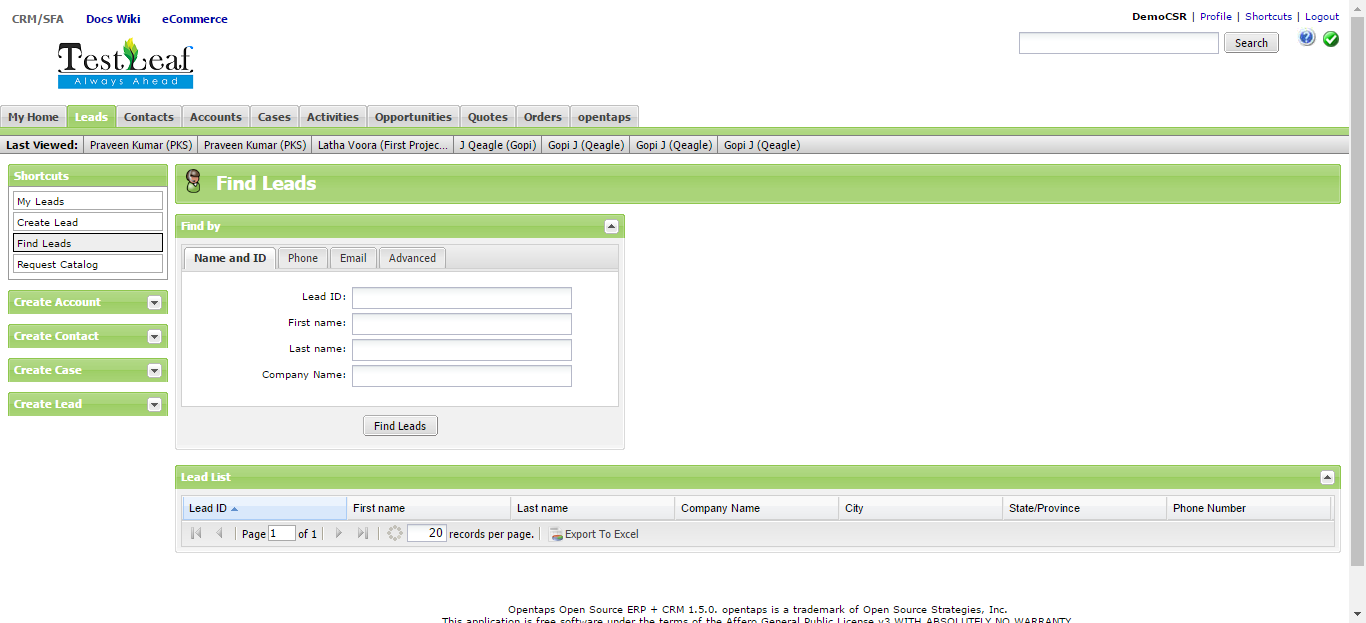 CRM/SFA Docs Wiki eCommerce
DemoCSR | Profile | Shortcuts | Logout
Search
TestLeaf
Always Ahead
My Home Leads Contacts Accounts Cases Activities Opportunities Quotes Orders opentaps
Last Viewed: Praveen Kumar (PKS) Praveen Kumar (PKS) Latha Voora (First Projec... J Qeagle (Gopi) Gopi J (Qeagle) Gopi J (Qeagle) Gopi J (Qeagle)
Shortcuts
My Leads
Create Lead
Find Leads
Request Catalog
Create Account
Create Contact
Create Case
Create Lead
Find Leads
Find by
Name and ID Phone Email Advanced
Lead ID:
First name:
Last name:
Company Name:
Find Leads
Lead List
Lead ID First name Last name Company Name City State/Province Phone Number
Page 1 of 1 20 records per page. Export To Excel
Opentaps Open Source ERP + CRM 1.5.0. opentaps is a trademark of Open Source Strategies, Inc.
This application is free software under the terms of the Affero General Public License v3 WITH ABSOLUTELY NO WARRANTY